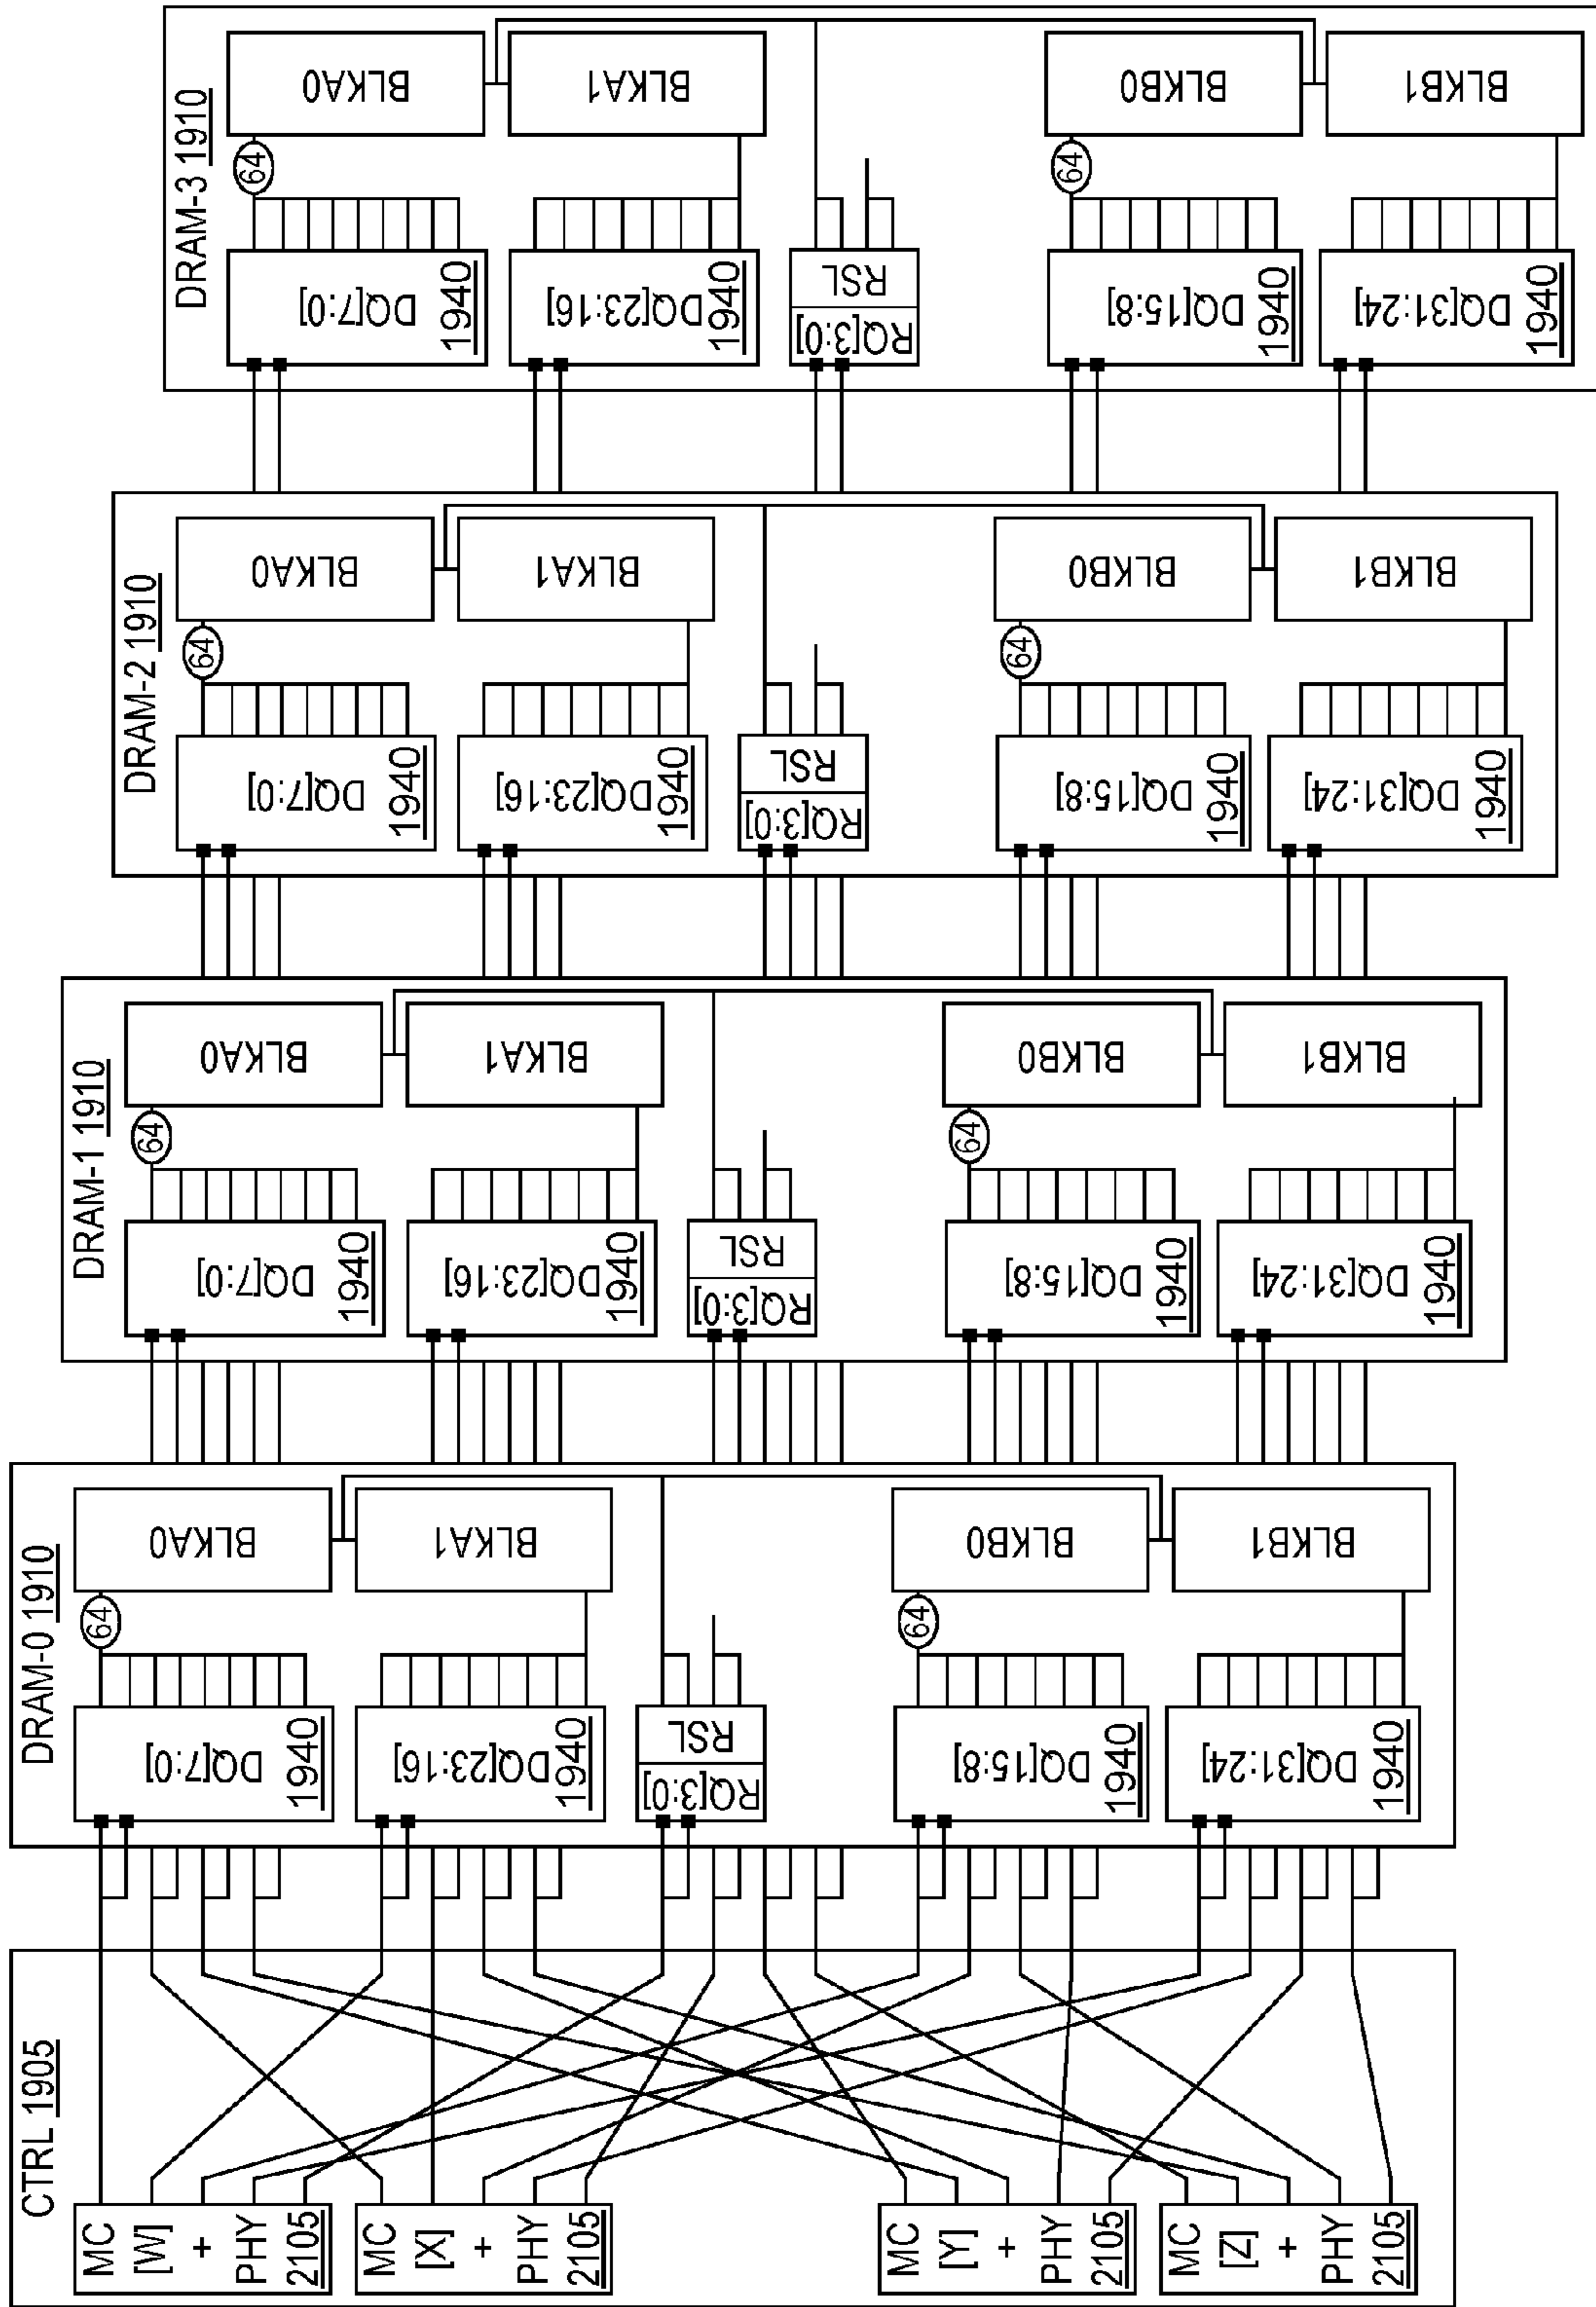 CTRL 1905
MC
[W]
+
PHY
2105
MC
[X]
+
PHY
2105
MC
[Y]
+
PHY
2105
MC
[Z]
+
PHY
2105
DRAM-0 1910
DQ[7:0]
1940
64
BLKA0
DQ[23:16]
1940
BLKA1
RQ[3:0]
RSL
DQ[15:8]
1940
64
BLKB0
DQ[31:24]
1940
BLKB1
DRAM-1 1910
DQ[7:0]
1940
64
BLKA0
DQ[23:16]
1940
BLKA1
RQ[3:0]
RSL
DQ[15:8]
1940
64
BLKB0
DQ[31:24]
1940
BLKB1
DRAM-2 1910
DQ[7:0]
1940
64
BLKA0
DQ[23:16]
1940
BLKA1
RQ[3:0]
RSL
DQ[15:8]
1940
64
BLKB0
DQ[31:24]
1940
BLKB1
DRAM-3 1910
DQ[7:0]
1940
64
BLKA0
DQ[23:16]
1940
BLKA1
RQ[3:0]
RSL
DQ[15:8]
1940
64
BLKB0
DQ[31:24]
1940
BLKB1